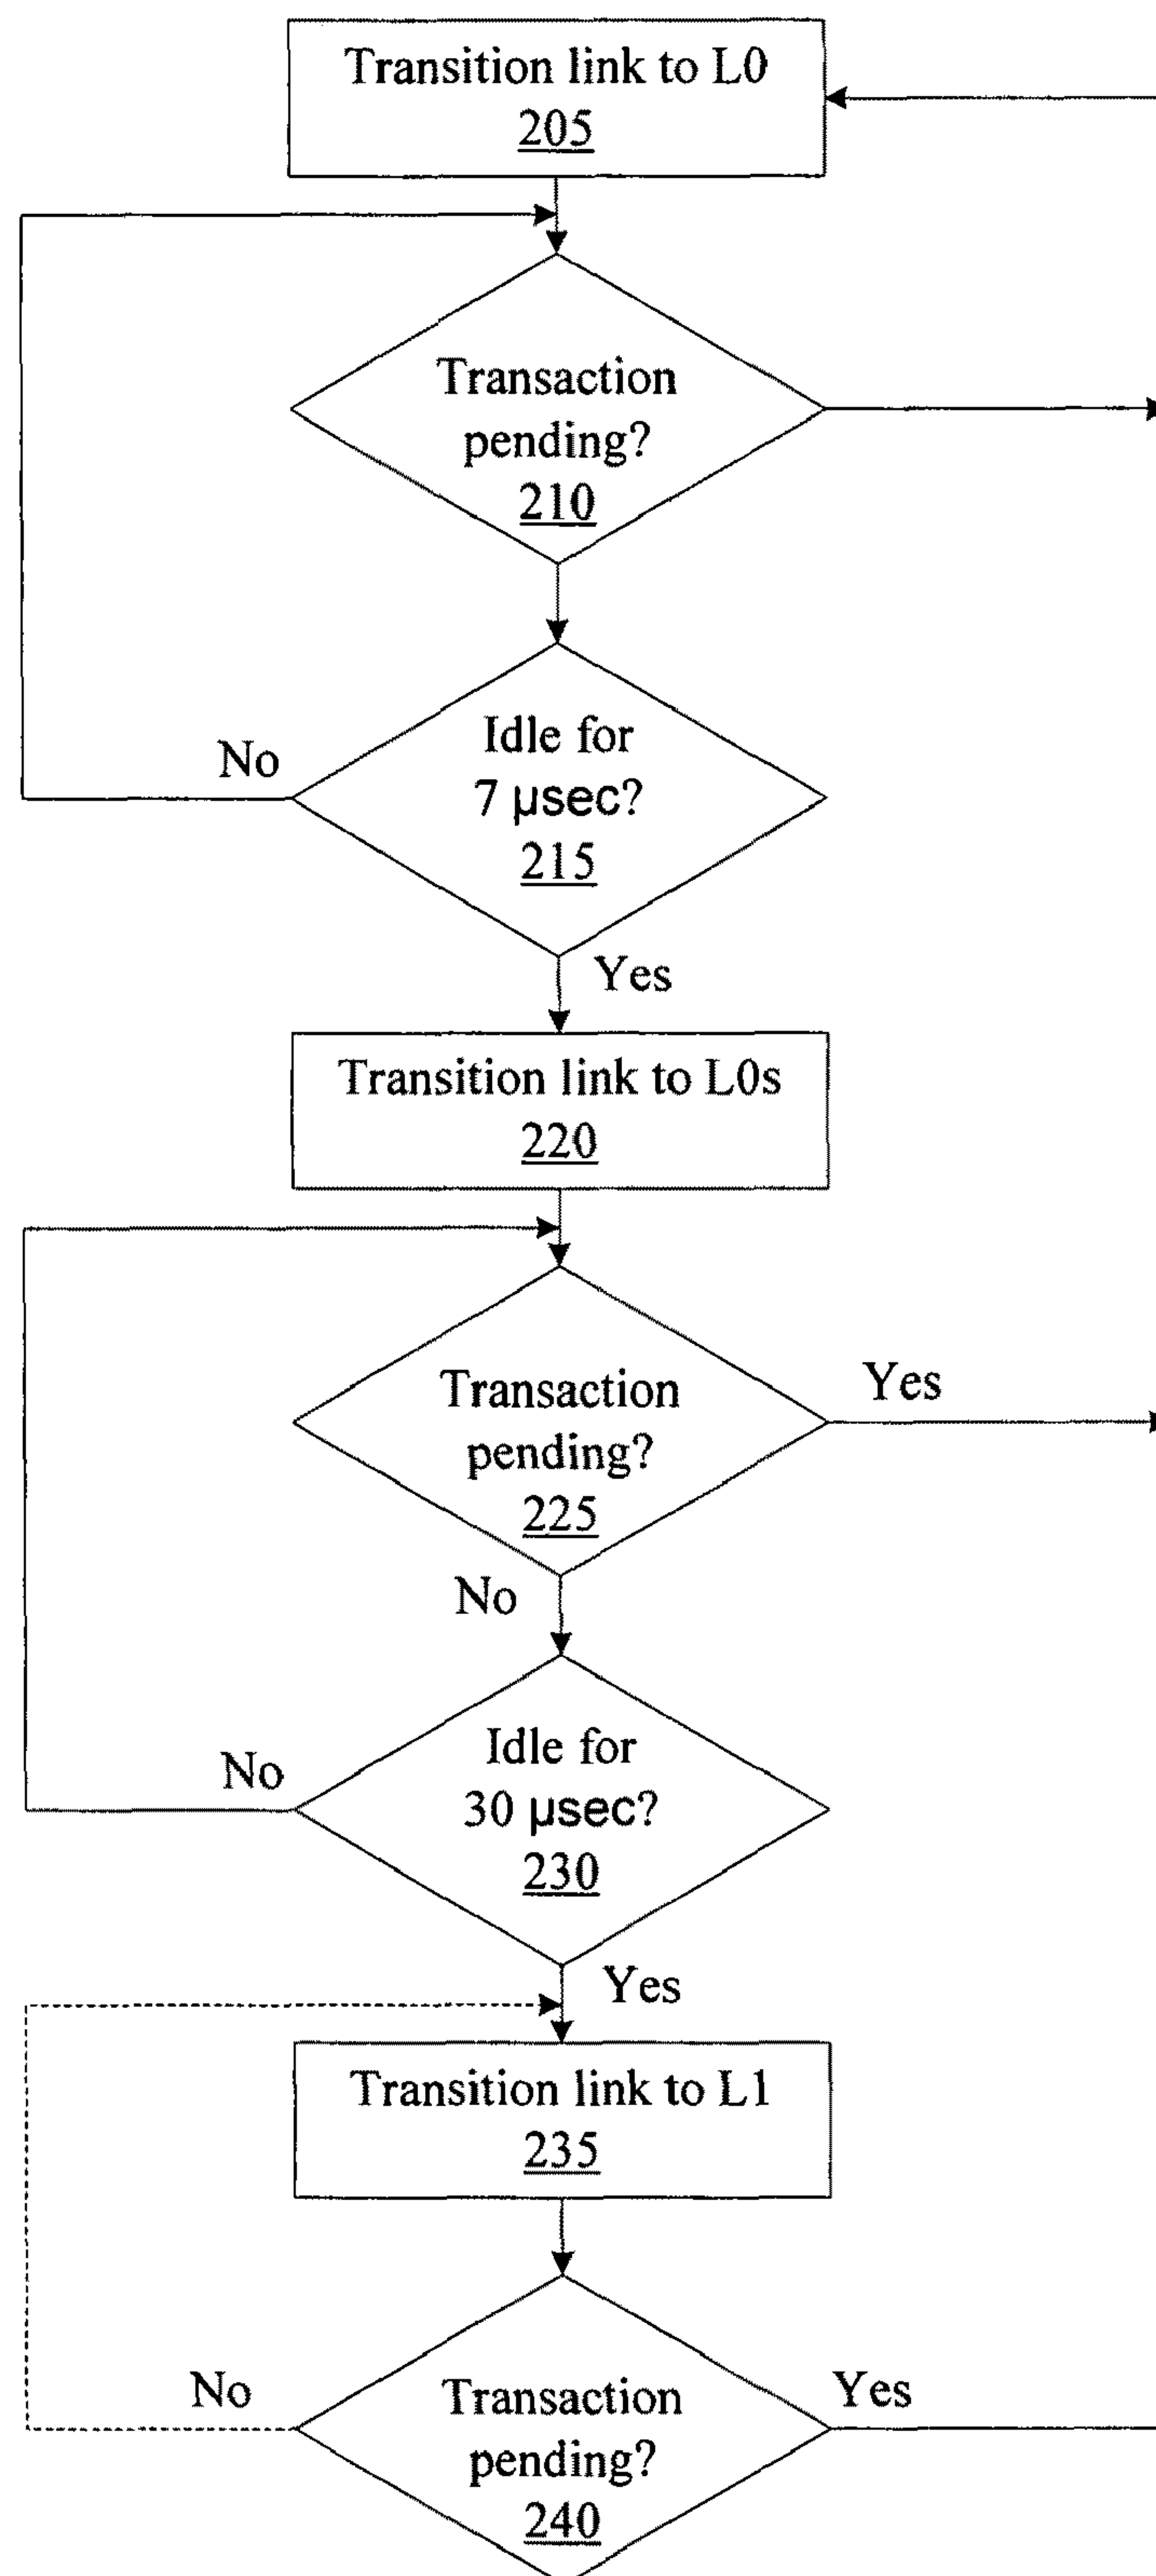 Transition link to L0
205
Transaction
pending?
210
Idle for
7 µsec?
215
No
Yes
Transition link to L0s
220
Transaction
pending?
225
Yes
No
Idle for
30 µsec?
230
No
Yes
Transition link to L1
235
Transaction
pending?
240
No
Yes